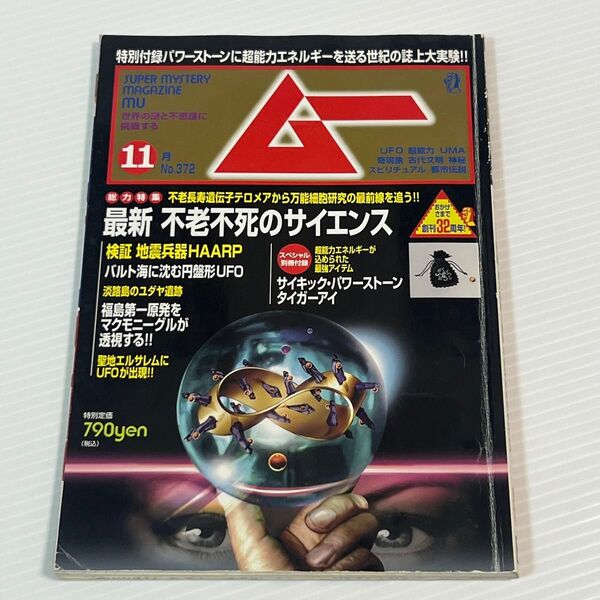 特別付録パワーストーンに超能力エネルギーを送る世紀の誌上大実験!!
SUPER MYSTERY
MAGAZINE
MU
世界の謎と不思議に
挑戦する
ムー
11月
No.372
UFO 超能力 UMA
奇現象 古代文明 神秘
スピリチュアル 都市伝説
総力特集
不老長寿遺伝子テロメアから万能細胞研究の最前線を追う!!
最新 不老不死のサイエンス
おかげ
さまで
創刊32周年!
検証 地震兵器HAARP
バルト海に沈む円盤形UFO
淡路島のユダヤ遺跡
福島第一原発を
マクモニーグルが
透視する!!
聖地エルサレムに
UFOが出現!!
スペシャル
別冊付録
超能力エネルギーが
込められた
最強アイテム
サイキック・パワーストーン
タイガーアイ
特別定価
790yen
(税込)